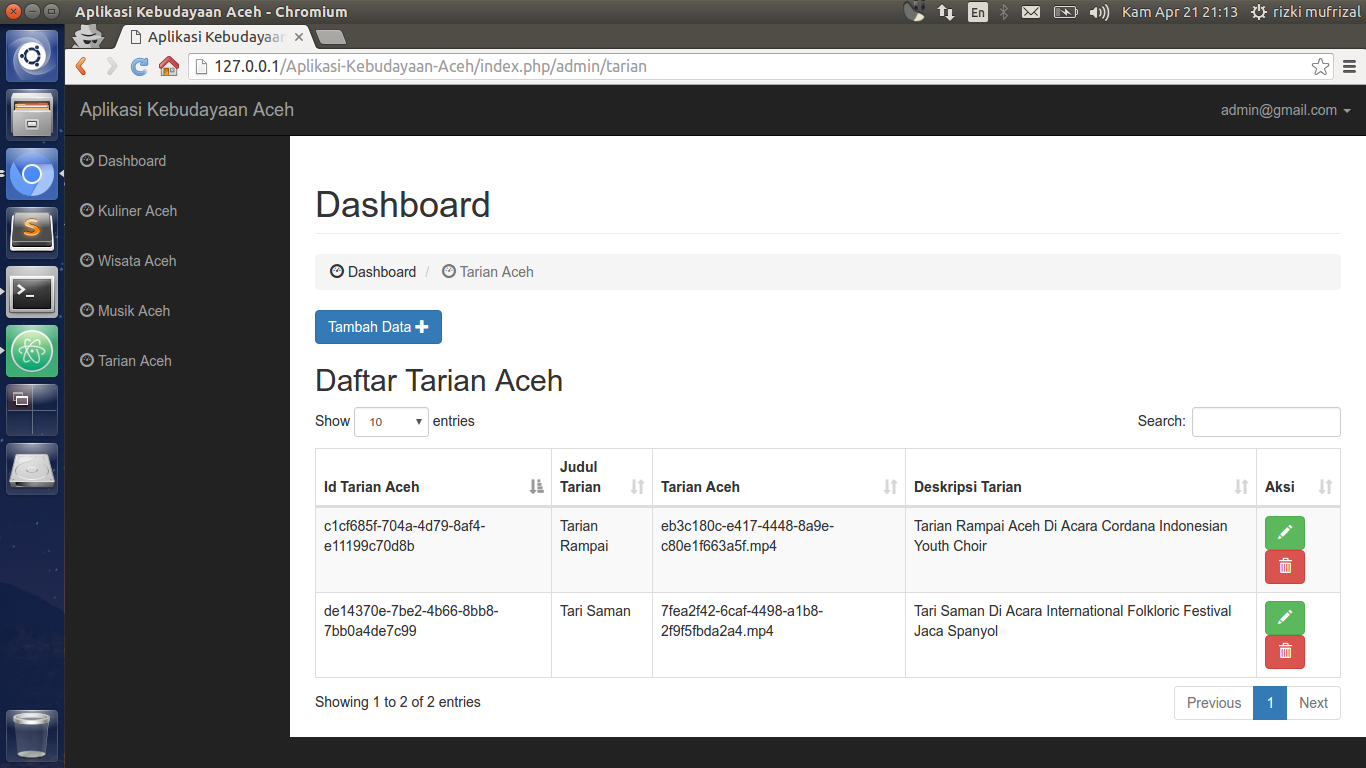 Aplikasi Kebudayaan Aceh - Chromium
En
Kam Apr 21 21:13
rizki mufrizal
Aplikasi Kebudayaan
127.0.0.1/Aplikasi-Kebudayaan-Aceh/index.php/admin/tarian
Aplikasi Kebudayaan Aceh
admin@gmail.com
Dashboard
Kuliner Aceh
Wisata Aceh
Musik Aceh
Tarian Aceh
Dashboard
Dashboard / Tarian Aceh
Tambah Data
Daftar Tarian Aceh
Show 10 entries
Search:
Id Tarian Aceh
Judul
Tarian
Tarian Aceh
Deskripsi Tarian
Aksi
c1cf685f-704a-4d79-8af4-
e11199c70d8b
Tarian
Rampai
eb3c180c-e417-4448-8a9e-
c80e1f663a5f.mp4
Tarian Rampai Aceh Di Acara Cordana Indonesian
Youth Choir
de14370e-7be2-4b66-8bb8-
7bb0a4de7c99
Tari Saman
7fea2f42-6caf-4498-a1b8-
2f9f5fbda2a4.mp4
Tari Saman Di Acara International Folkloric Festival
Jaca Spanyol
Showing 1 to 2 of 2 entries
Previous 1 Next